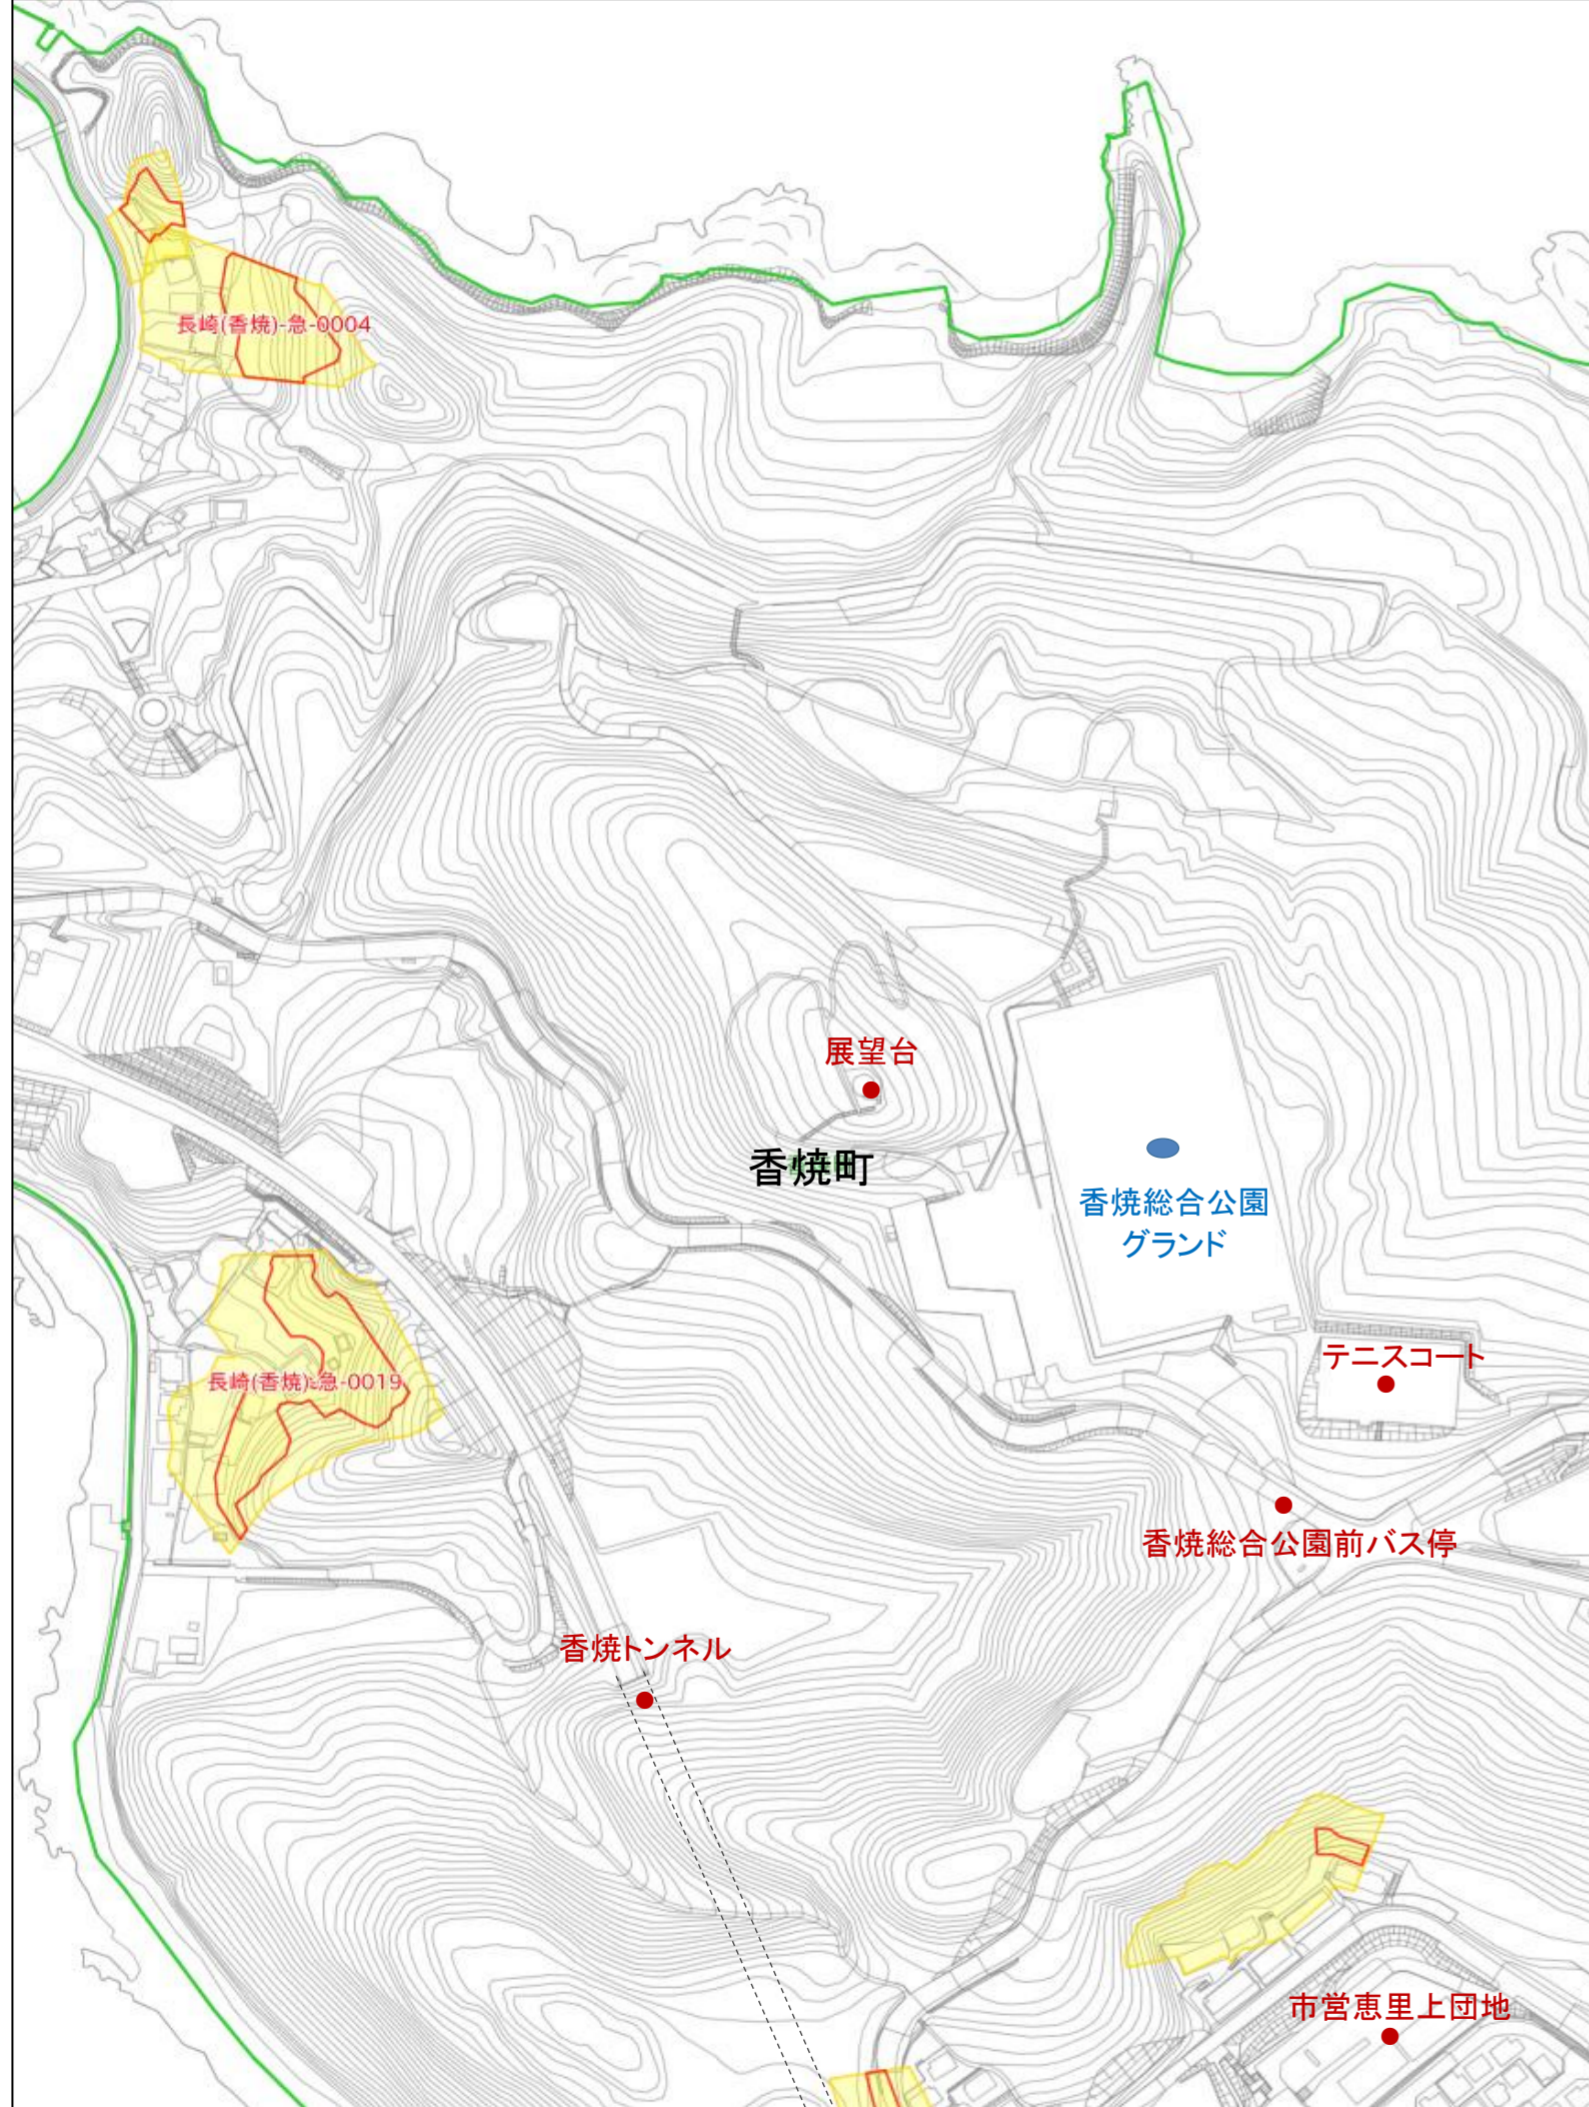 長崎(香焼)-急-0004
展望台
香焼町
香焼総合公園
グランド
テニスコート
長崎(香焼)-急-0019
香焼総合公園前バス停
香焼トンネル
市営恵里上団地